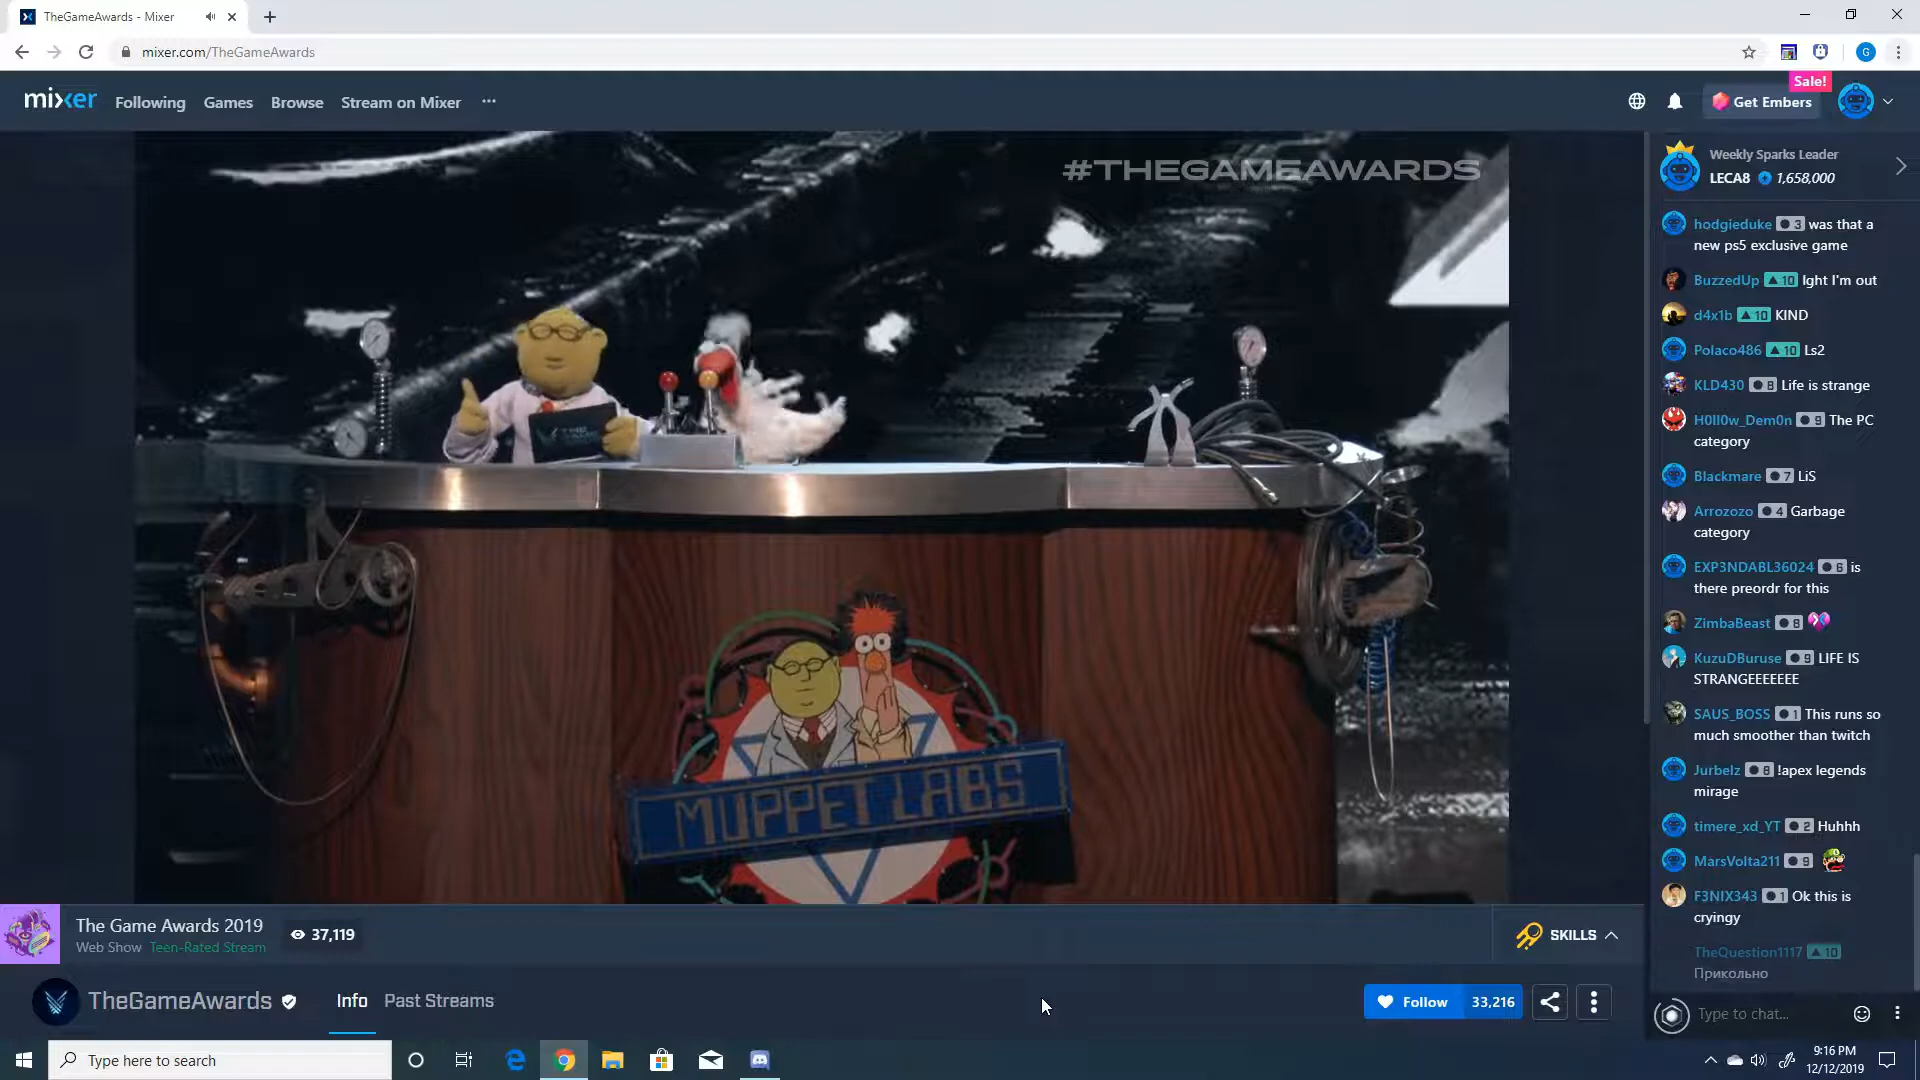 TheGameAwards - Mixer
mixer.com/TheGameAwards
G
mixer
Following
Games
Browse
Stream on Mixer
Sale!
Get Embers
#THEGAMEAWARDS
MUPPET LABS
Weekly Sparks Leader
LECA8 1,658,000
hodgieduke 3 was that a
new ps5 exclusive game
BuzzedUp 10 Ight I'm out
d4x1b 10 KIND
Polaco486 10 Ls2
KLD430 8 Life is strange
H0ll0w_Dem0n 9 The PC
category
Blackmare 7 LiS
Arrozozo 4 Garbage
category
EXP3NDABL36024 6 is
there preordr for this
ZimbaBeast 8
KuzuDBuruse 9 LIFE IS
STRANGEEEEEEE
SAUS_BOSS 1 This runs so
much smoother than twitch
Jurbelz 8 !apex legends
mirage
timere_xd_YT 2 Huhhh
MarsVolta211 9
F3NIX343 1 Ok this is
cryingy
TheQuestion1117 10
Прикольно
Type to chat...
The Game Awards 2019
37,119
Web Show Teen-Rated Stream
SKILLS
TheGameAwards
Info
Past Streams
Follow
33,216
Type here to search
9:16 PM
12/12/2019